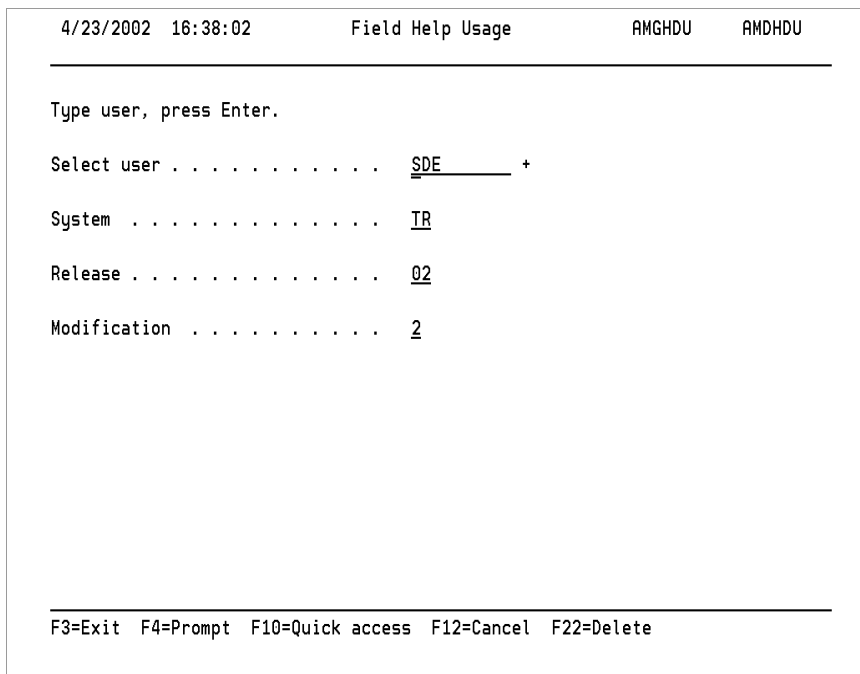 4/23/2002 16:38:02 Field Help Usage AMGHDU AMDHDU
Type user, press Enter.
Select user . . . . . . . . . . . SDE +
System . . . . . . . . . . . . . TR
Release . . . . . . . . . . . . . 02
Modification . . . . . . . . . . 2
F3=Exit F4=Prompt F10=Quick access F12=Cancel F22=Delete